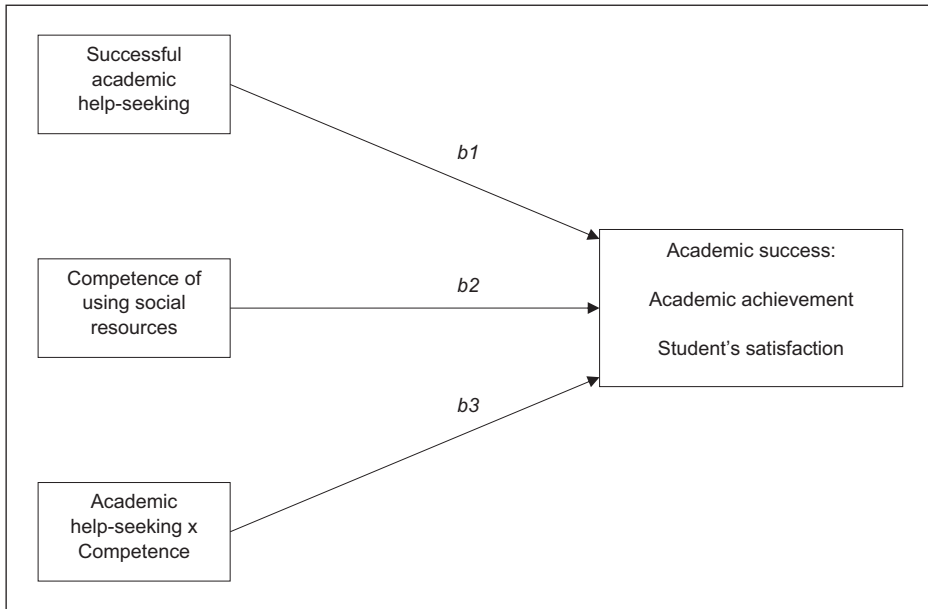 Successful
academic
help-seeking
b1
Competence of
using social
resources
b2
Academic success:
Academic achievement
Student’s satisfaction
b3
Academic
help-seeking x
Competence